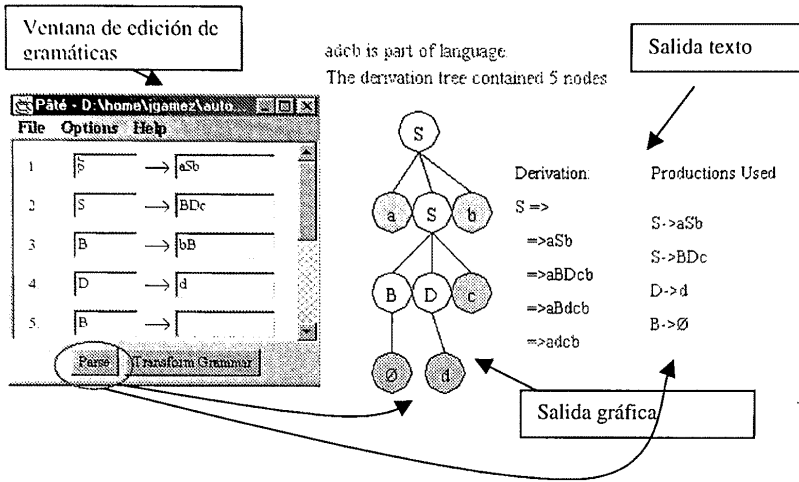 Ventana de edición de
gramáticas
adcb is part of language
The derivation tree contained 5 nodes
Salida texto
Pâté - D:\home\igamez\auto...
File Options Help
1 S → aSb
2 S → BDc
3 B → bB
4 D → d
5. B →
Parse Transform Grammar
S
a S b
B D c
Ø d
Derivation:
S =>
=>aSb
=>aBDcb
=>aBdcb
=>adcb
Productions Used
S->aSb
S->BDc
D->d
B->Ø
Salida gráfica